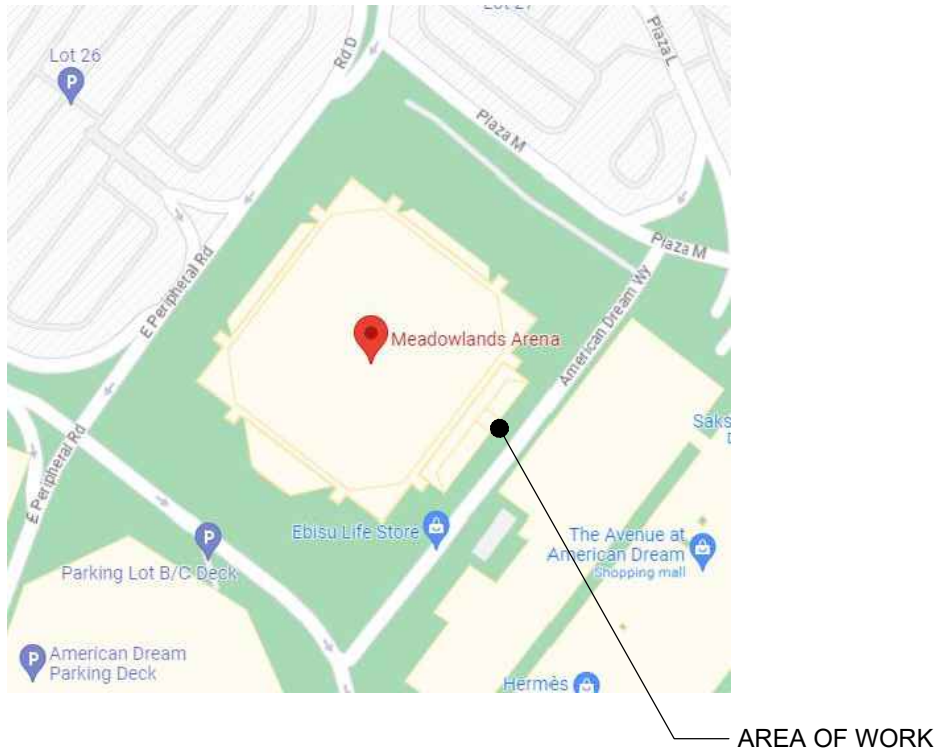 Lot 26
P
Rd D
Plaza L
Plaza M
Plaza M
E Peripheral Rd
Meadowlands Arena
American Dream Wy
Saks
E Peripheral Rd
Ebisu Life Store
P
Parking Lot B/C Deck
The Avenue at
American Dream
Shopping mall
P
American Dream
Parking Deck
Hermès
AREA OF WORK